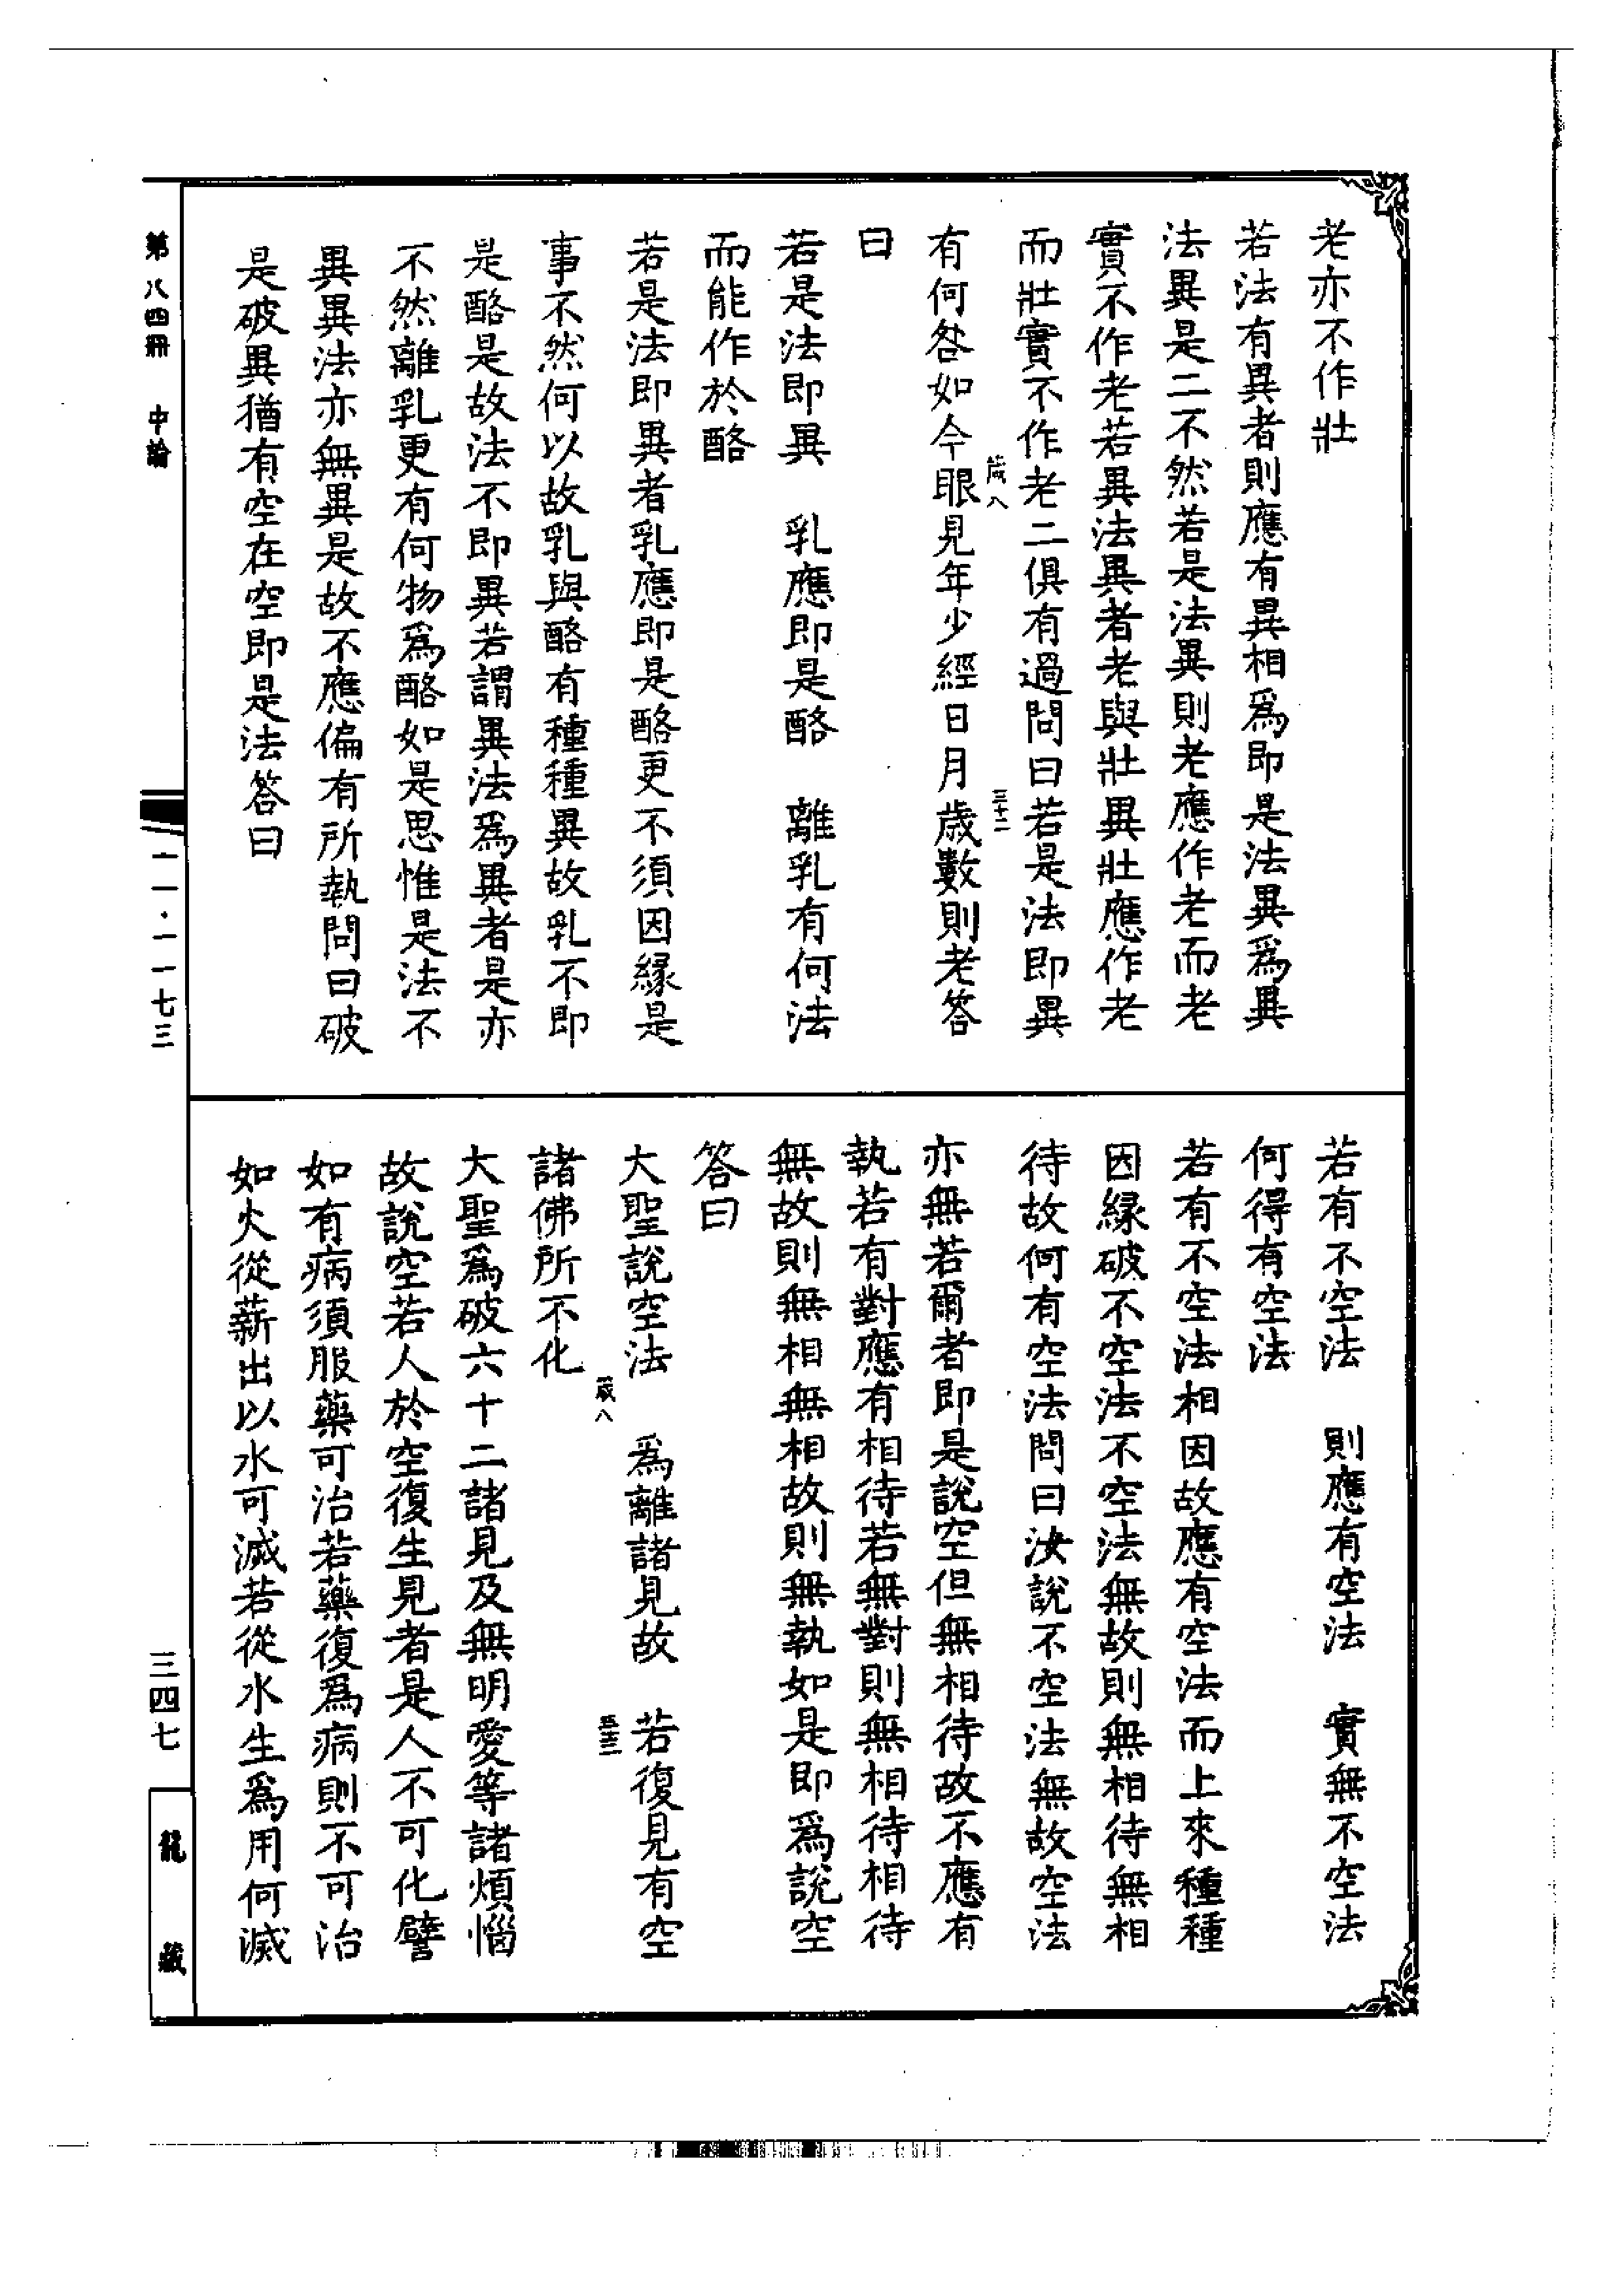 老亦不作壯
若法有異者則應有異相爲即是法異爲異
法異是二不然若是法異則老應作老而老
實不作老若異法異者老與壯異壯應作老
而壯實不作老二俱有過問曰若是法即異
歲八
三十二
有何咎如今眼見年少經日月歲數則老答
曰
若是法即異　乳應即是酪　離乳有何法
而能作於酪
若是法即異者乳應即是酪更不須因緣是
事不然何以故乳與酪有種種異故乳不即
是酪是故法不即異若謂異法爲異者是亦
不然離乳更有何物爲酪如是思惟是法不
異異法亦無異是故不應偏有所執問曰破
是破異猶有空在空即是法答曰
若有不空法　則應有空法　實無不空法
何得有空法
若有不空法相因故應有空法而上來種種
因緣破不空法不空法無故則無相待無相
待故何有空法問曰汝說不空法無故空法
亦無若爾者即是說空但無相待故不應有
執若有對應有相待若無對則無相待相待
無故則無相無相故則無執如是即爲說空
答曰
大聖說空法　爲離諸見故　若復見有空
歲八
諸佛所不化
大聖爲破六十二諸見及無明愛等諸煩惱
故說空若人於空復生見者是人不可化譬
如有病須服藥可治若藥復爲病則不可治
如火從薪出以水可滅若從水生爲用何滅
第八四冊　中論
一一·一一七三
三四七
龍藏